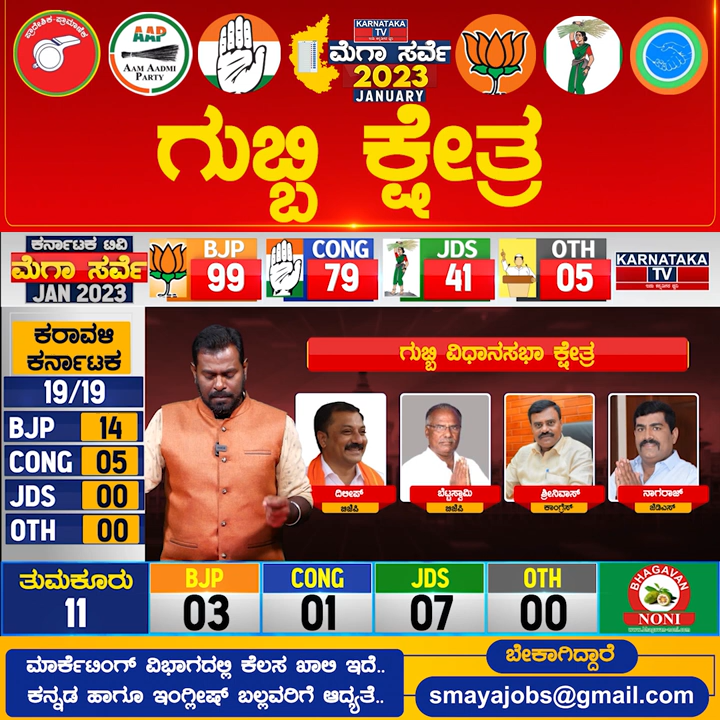 ಪ್ರಾದೇಶಿಕ-ಪ್ರಾಮಾಣಿಕ
AAP
AAM AADMI
PARTY
KARNATAKA
TV
ಮೆಗಾ ಸರ್ವೆ
2023
JANUARY
ಗುಬ್ಬಿ ಕ್ಷೇತ್ರ
ಕರ್ನಾಟಕ ಟಿವಿ
ಮೆಗಾ ಸರ್ವೆ
JAN 2023
BJP
99
CONG
79
JDS
41
OTH
05
KARNATAKA
TV
ಕರಾವಳಿ
ಕರ್ನಾಟಕ
19/19
BJP 14
CONG 05
JDS 00
OTH 00
ಗುಬ್ಬಿ ವಿಧಾನಸಭಾ ಕ್ಷೇತ್ರ
ದಿಲೀಪ್
ಬಿಜೆಪಿ
ಬೆಟ್ಟಸ್ವಾಮಿ
ಬಿಜೆಪಿ
ಶ್ರೀನಿವಾಸ್
ಕಾಂಗ್ರೆಸ್
ನಾಗರಾಜ್
ಜೆಡಿಎಸ್
ತುಮಕೂರು
11
BJP
03
CONG
01
JDS
07
OTH
00
BHAGAVAN
NONI
ಮಾರ್ಕೆಟಿಂಗ್ ವಿಭಾಗದಲ್ಲಿ ಕೆಲಸ ಖಾಲಿ ಇದೆ..
ಕನ್ನಡ ಹಾಗೂ ಇಂಗ್ಲೀಷ್ ಬಲ್ಲವರಿಗೆ ಆದ್ಯತೆ..
ಬೇಕಾಗಿದ್ದಾರೆ
smayajobs@gmail.com